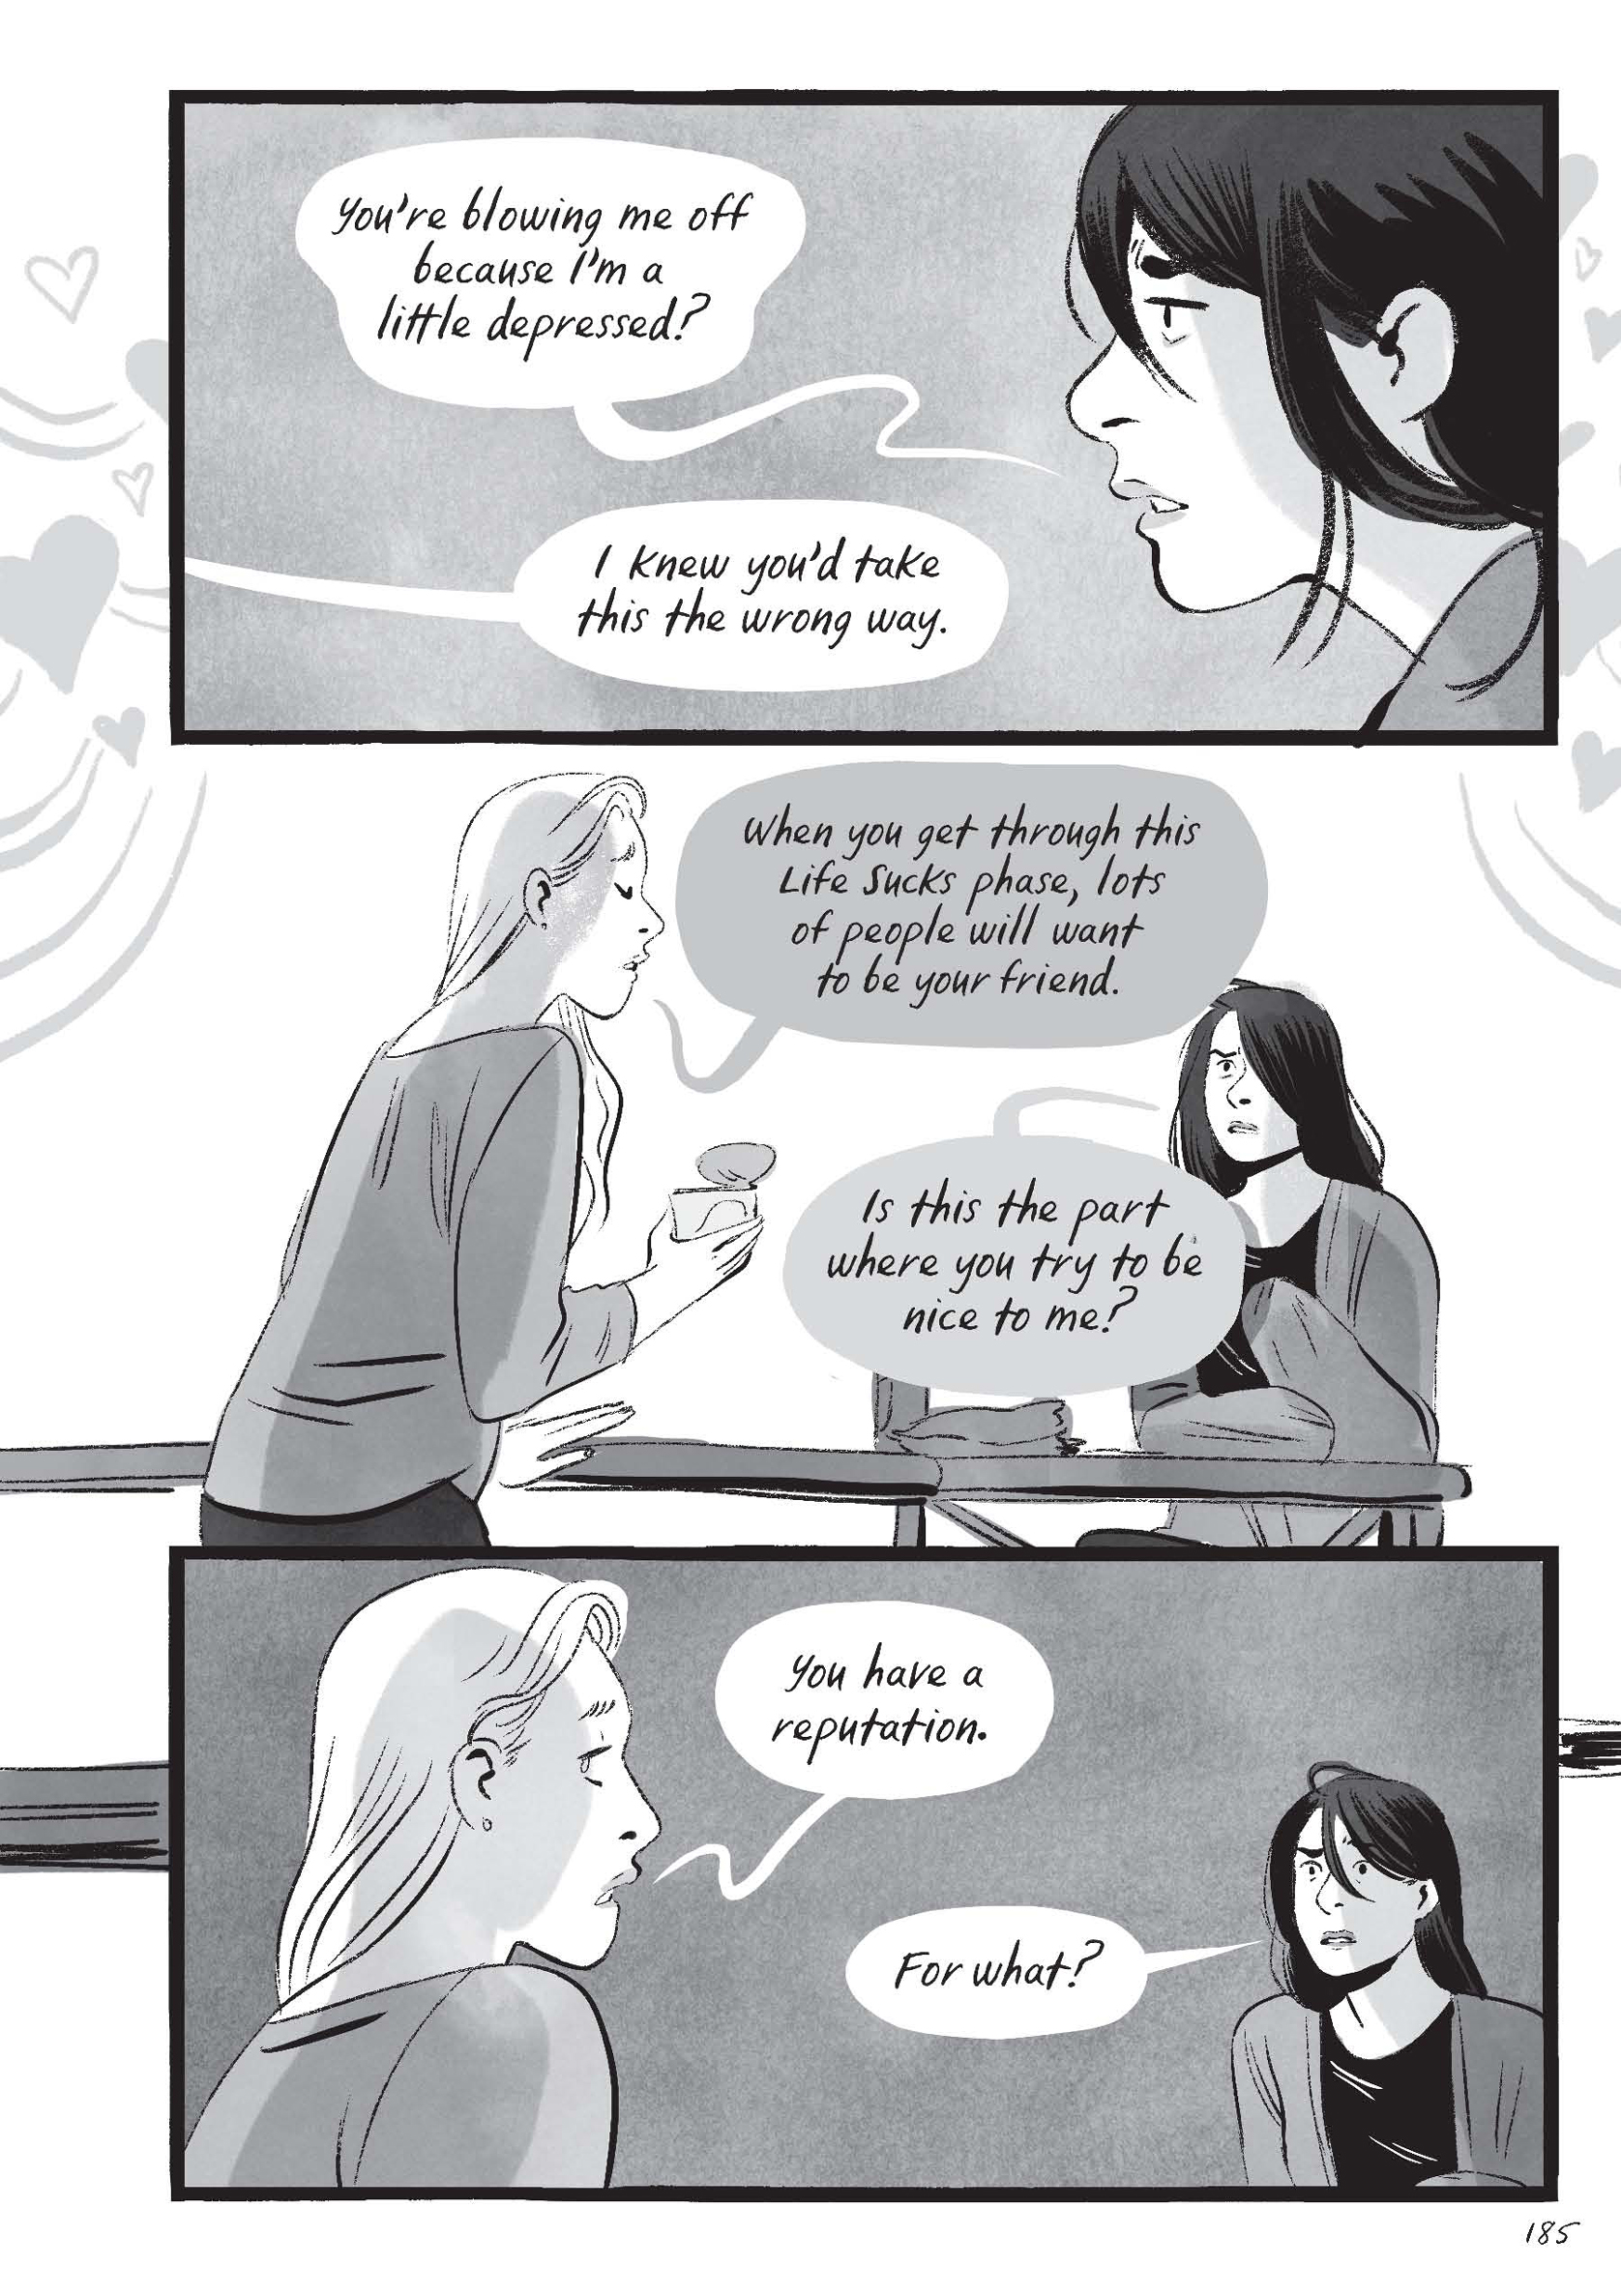 You're blowing me off
because I'm a
little depressed?
I knew you'd take
this the wrong way.
When you get through this
Life Sucks phase, lots
of people will want
to be your friend.
Is this the part
where you try to be
nice to me?
You have a
reputation.
For what?
185